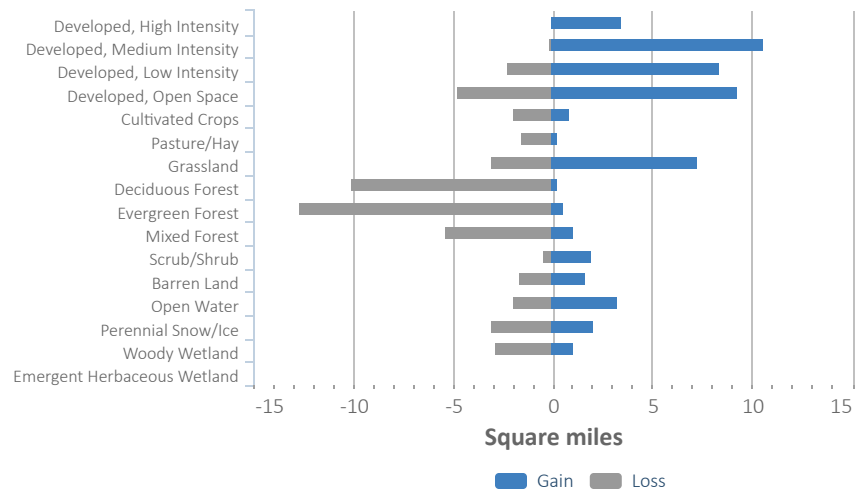 Developed, High Intensity
Developed, Medium Intensity
Developed, Low Intensity
Developed, Open Space
Cultivated Crops
Pasture/Hay
Grassland
Deciduous Forest
Evergreen Forest
Mixed Forest
Scrub/Shrub
Barren Land
Open Water
Perennial Snow/Ice
Woody Wetland
Emergent Herbaceous Wetland
-15 -10 -5 0 5 10 15
Square miles
Gain Loss